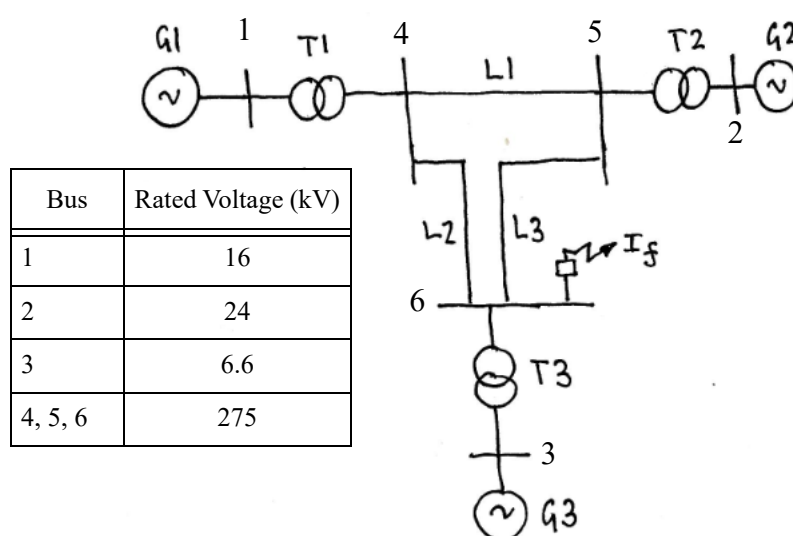 G1
1
T1
4
L1
5
T2
G2
2
Bus Rated Voltage (kV)
1 16
2 24
3 6.6
4, 5, 6 275
L2
L3
I_f
6
T3
3
G3
~
~
~